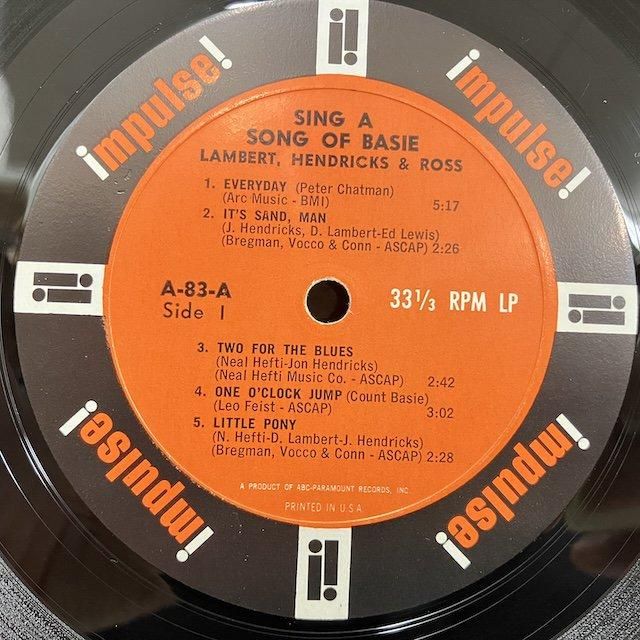 impulse!
impulse!
SING A
SONG OF BASIE
LAMBERT, HENDRICKS & ROSS
1. EVERYDAY (Peter Chatman)
(Arc Music - BMI) 5:17
2. IT'S SAND, MAN
(J. Hendricks, D. Lambert-Ed Lewis)
(Bregman, Vocco & Conn - ASCAP) 2:26
A-83-A
Side 1
33 1/3 RPM LP
3. TWO FOR THE BLUES
(Neal Hefti-Jon Hendricks)
(Neal Hefti Music Co. - ASCAP) 2:42
4. ONE O'CLOCK JUMP (Count Basie)
(Leo Feist - ASCAP) 3:02
5. LITTLE PONY
(N. Hefti-D. Lambert-J. Hendricks)
(Bregman, Vocco & Conn - ASCAP) 2:28
A PRODUCT OF ABC-PARAMOUNT RECORDS, INC.
PRINTED IN U.S.A.
impulse!
impulse!